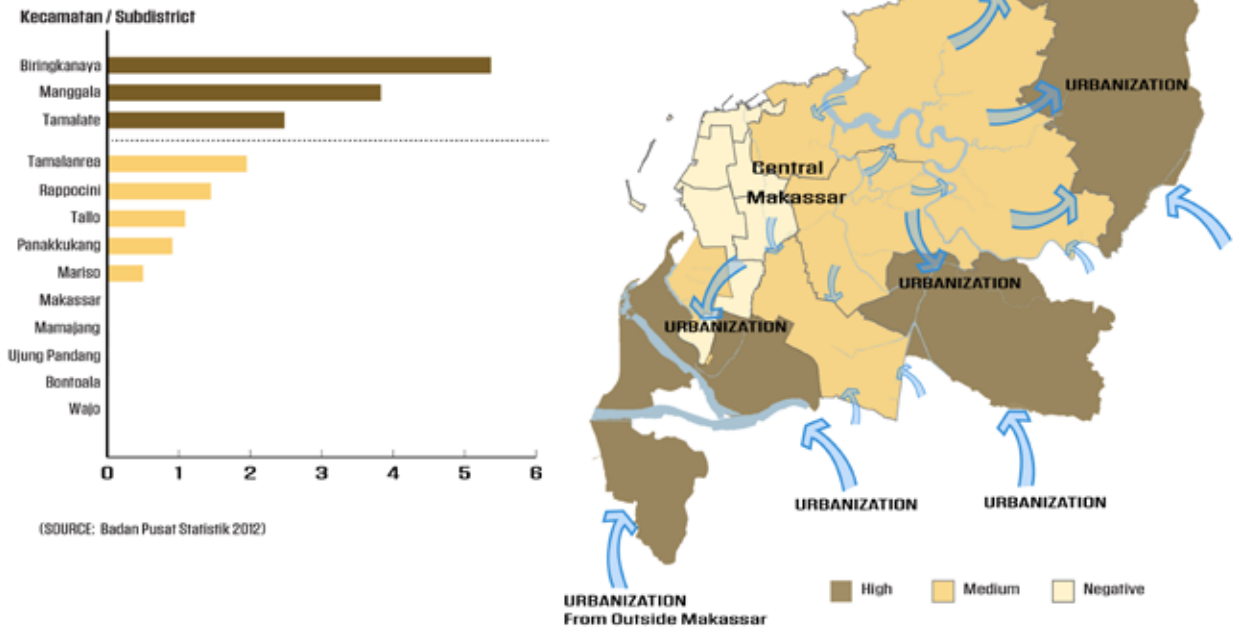 Kecamatan / Subdistrict
Biringkanaya
Manggala
Tamalate
Tamalanrea
Rappocini
Tallo
Panakkukang
Mariso
Makassar
Mamajang
Ujung Pandang
Bontoala
Wajo
0 1 2 3 4 5 6
(SOURCE: Badan Pusat Statistik 2012)
URBANIZATION
Central
Makassar
URBANIZATION
URBANIZATION
URBANIZATION
URBANIZATION
URBANIZATION
From Outside Makassar
High
Medium
Negative